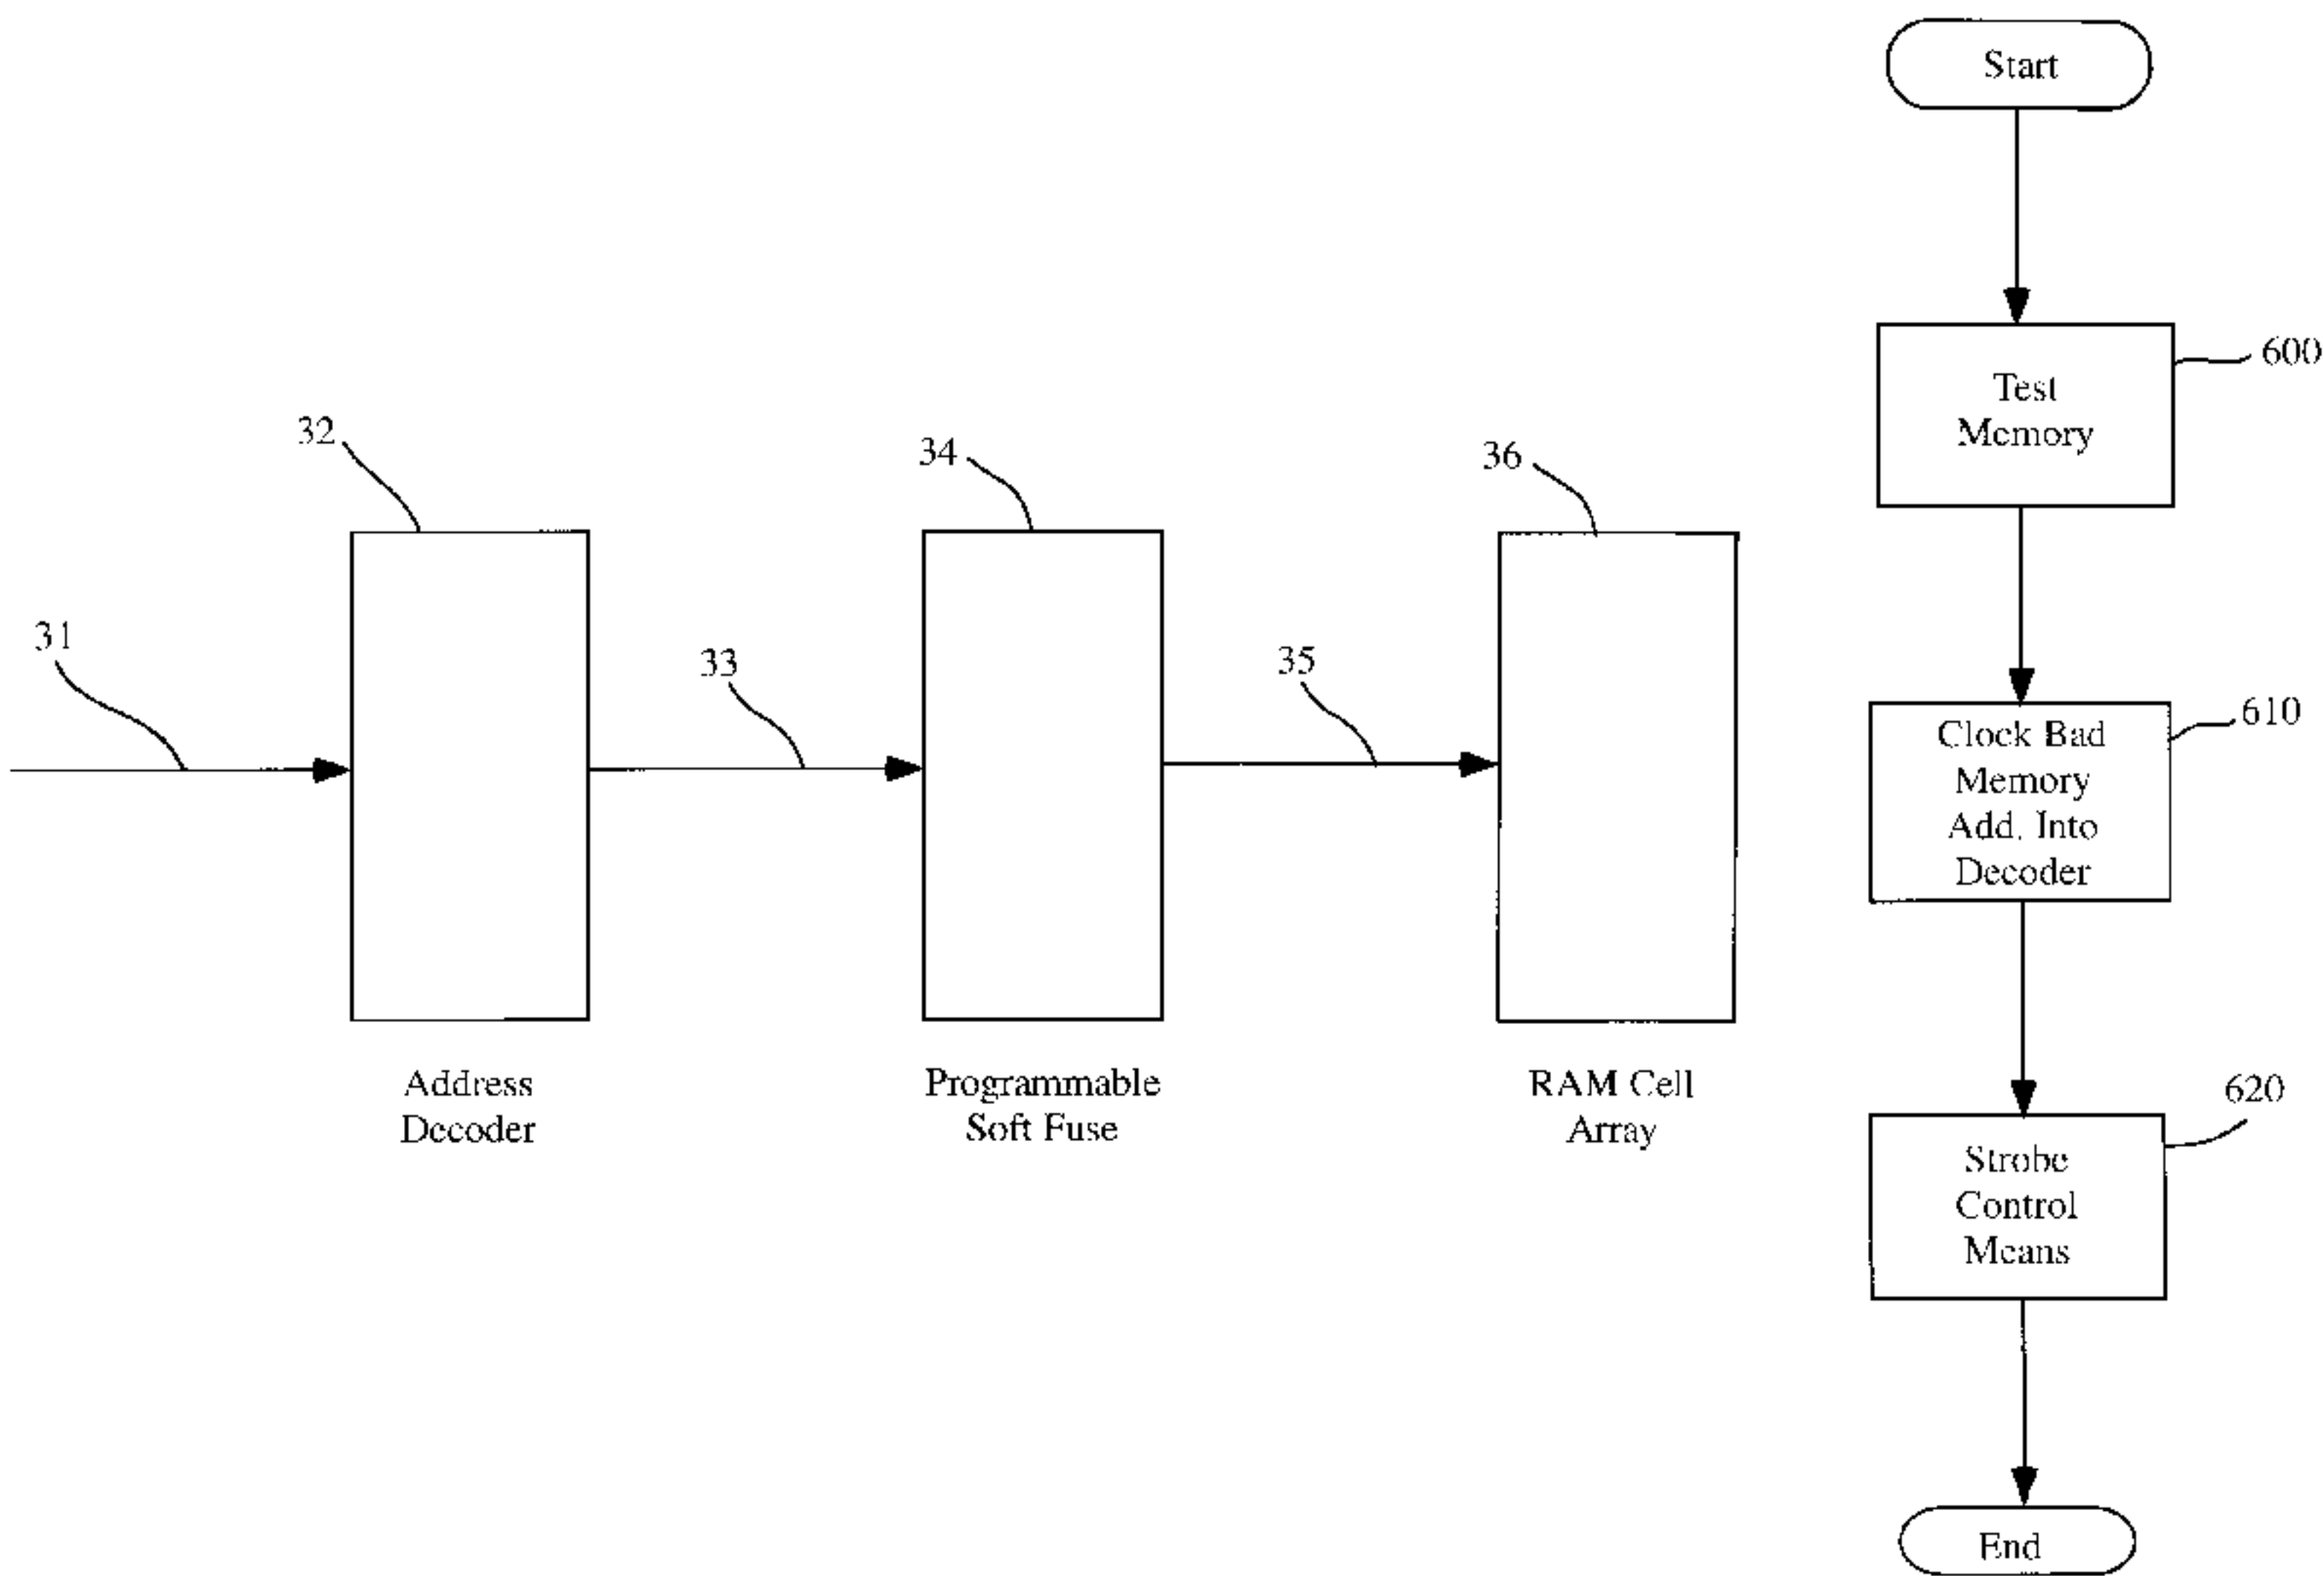 32
34
36
31
33
35
Address
Decoder
Programmable
Soft Fuse
RAM Cell
Array
Start
600
Test
Memory
610
Clock Bad
Memory
Add. Into
Decoder
620
Strobe
Control
Means
End